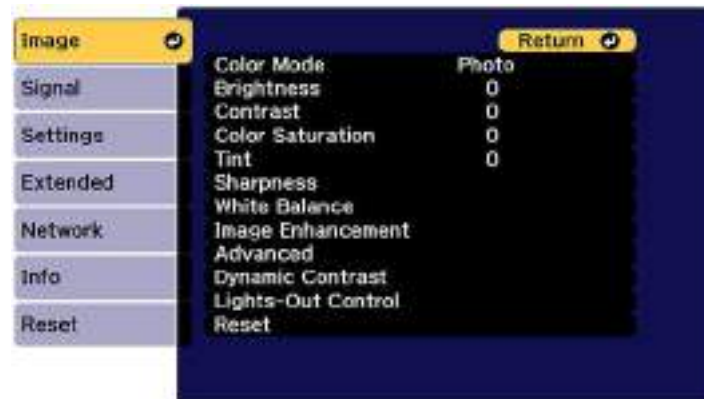 Image
Signal
Settings
Extended
Network
Info
Reset
Return
Color Mode Photo
Brightness 0
Contrast 0
Color Saturation 0
Tint 0
Sharpness
White Balance
Image Enhancement
Advanced
Dynamic Contrast
Lights-Out Control
Reset